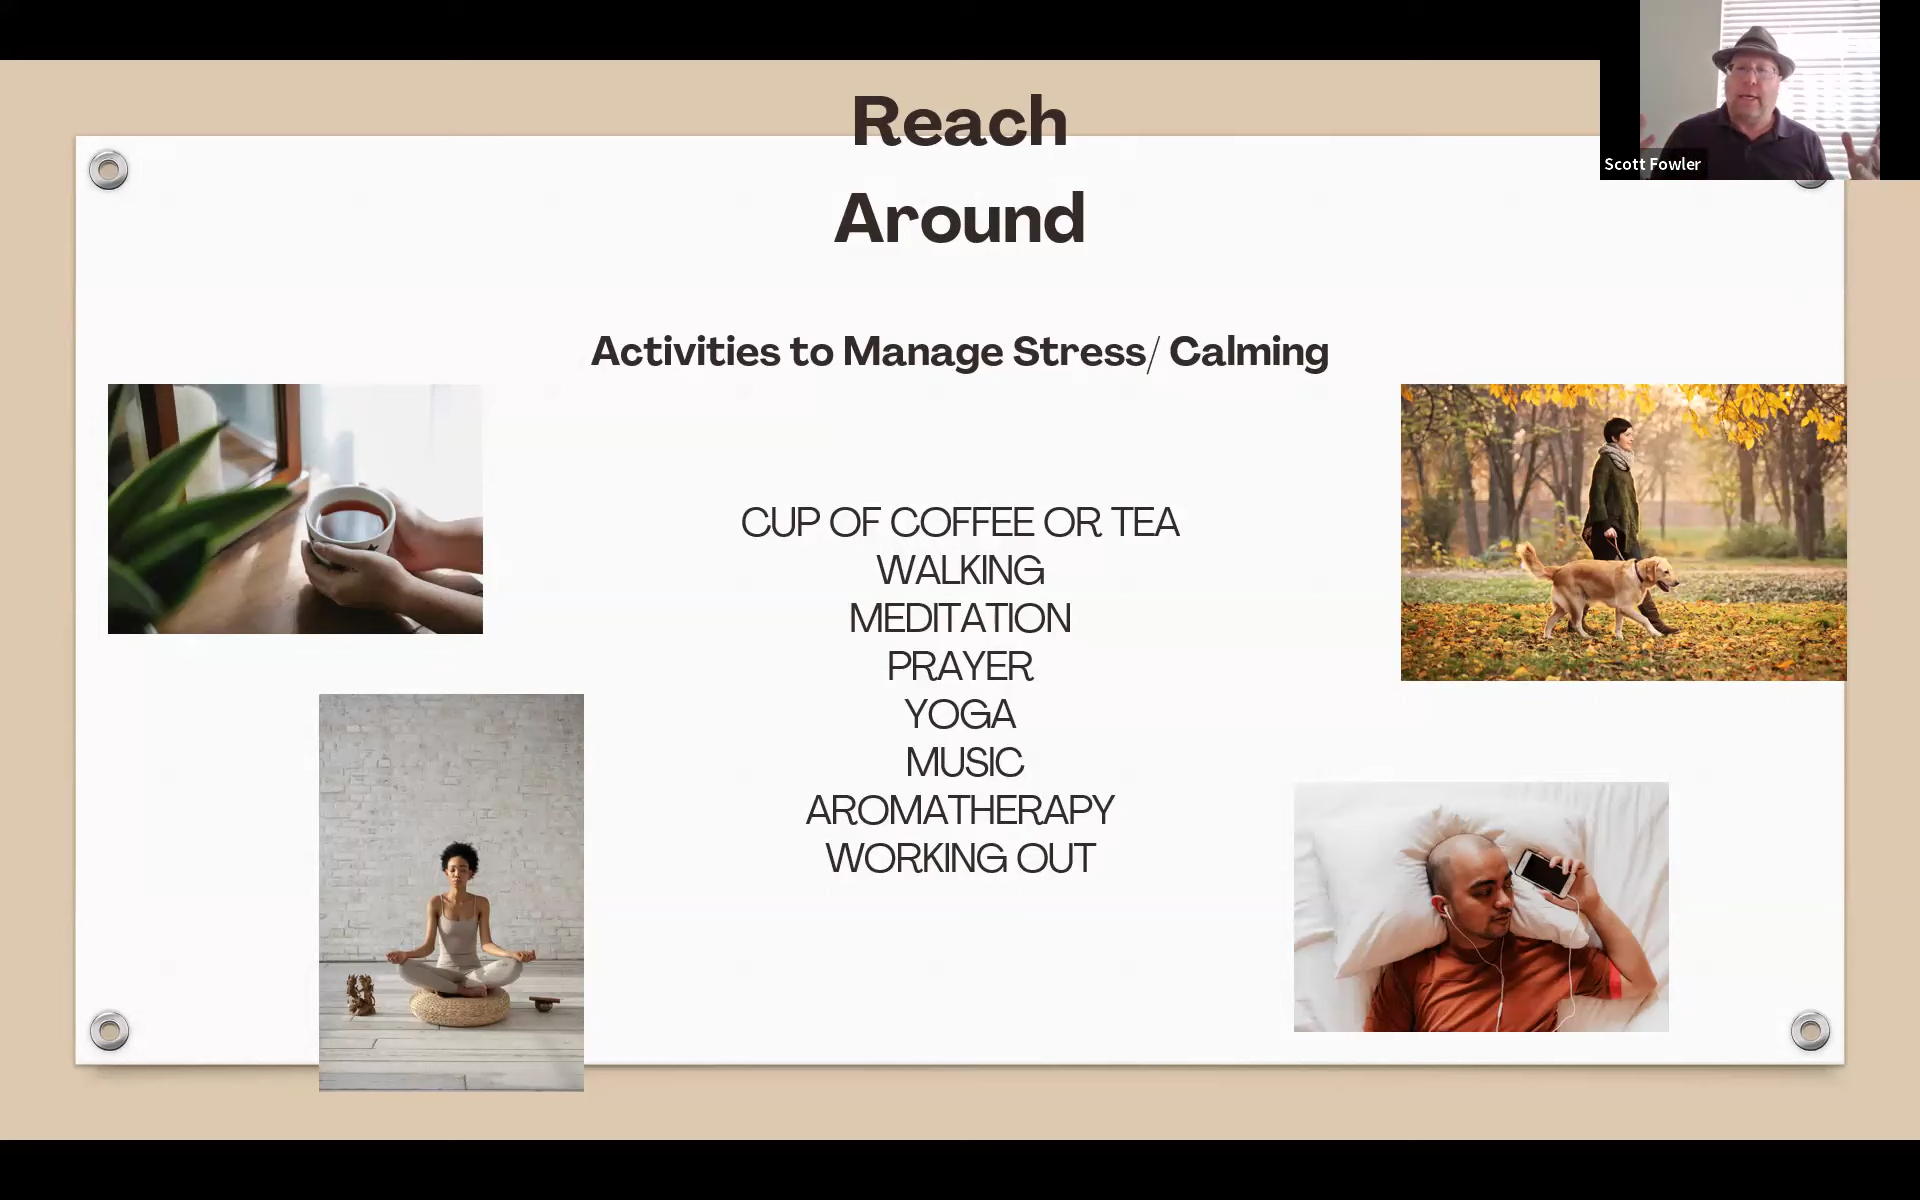 Reach
Around
Scott Fowler
Activities to Manage Stress/ Calming
CUP OF COFFEE OR TEA
WALKING
MEDITATION
PRAYER
YOGA
MUSIC
AROMATHERAPY
WORKING OUT